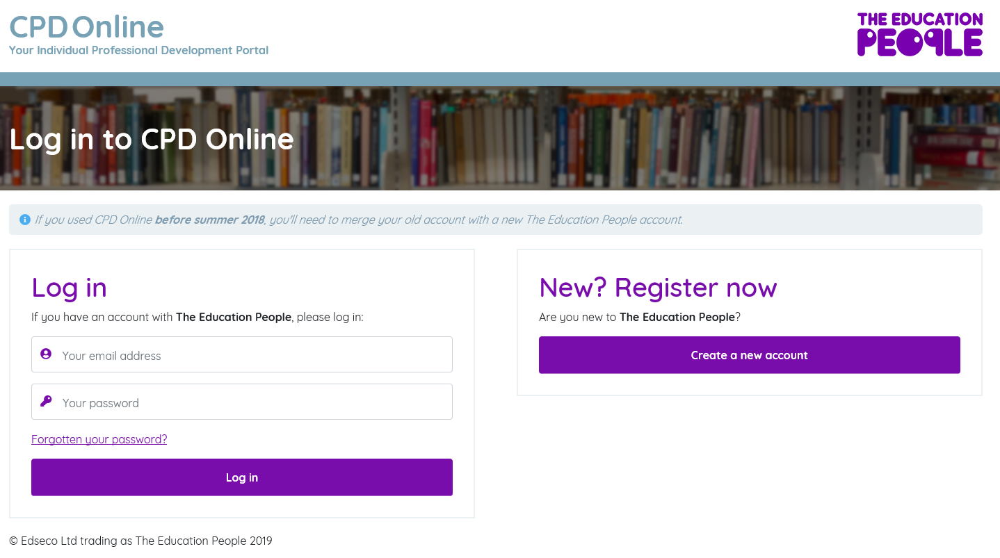 CPD Online
Your Individual Professional Development Portal
THE EDUCATION
PEOPLE
Log in to CPD Online
If you used CPD Online before summer 2018, you'll need to merge your old account with a new The Education People account.
Log in
If you have an account with The Education People, please log in:
Your email address
Your password
Forgotten your password?
Log in
New? Register now
Are you new to The Education People?
Create a new account
© Edseco Ltd trading as The Education People 2019